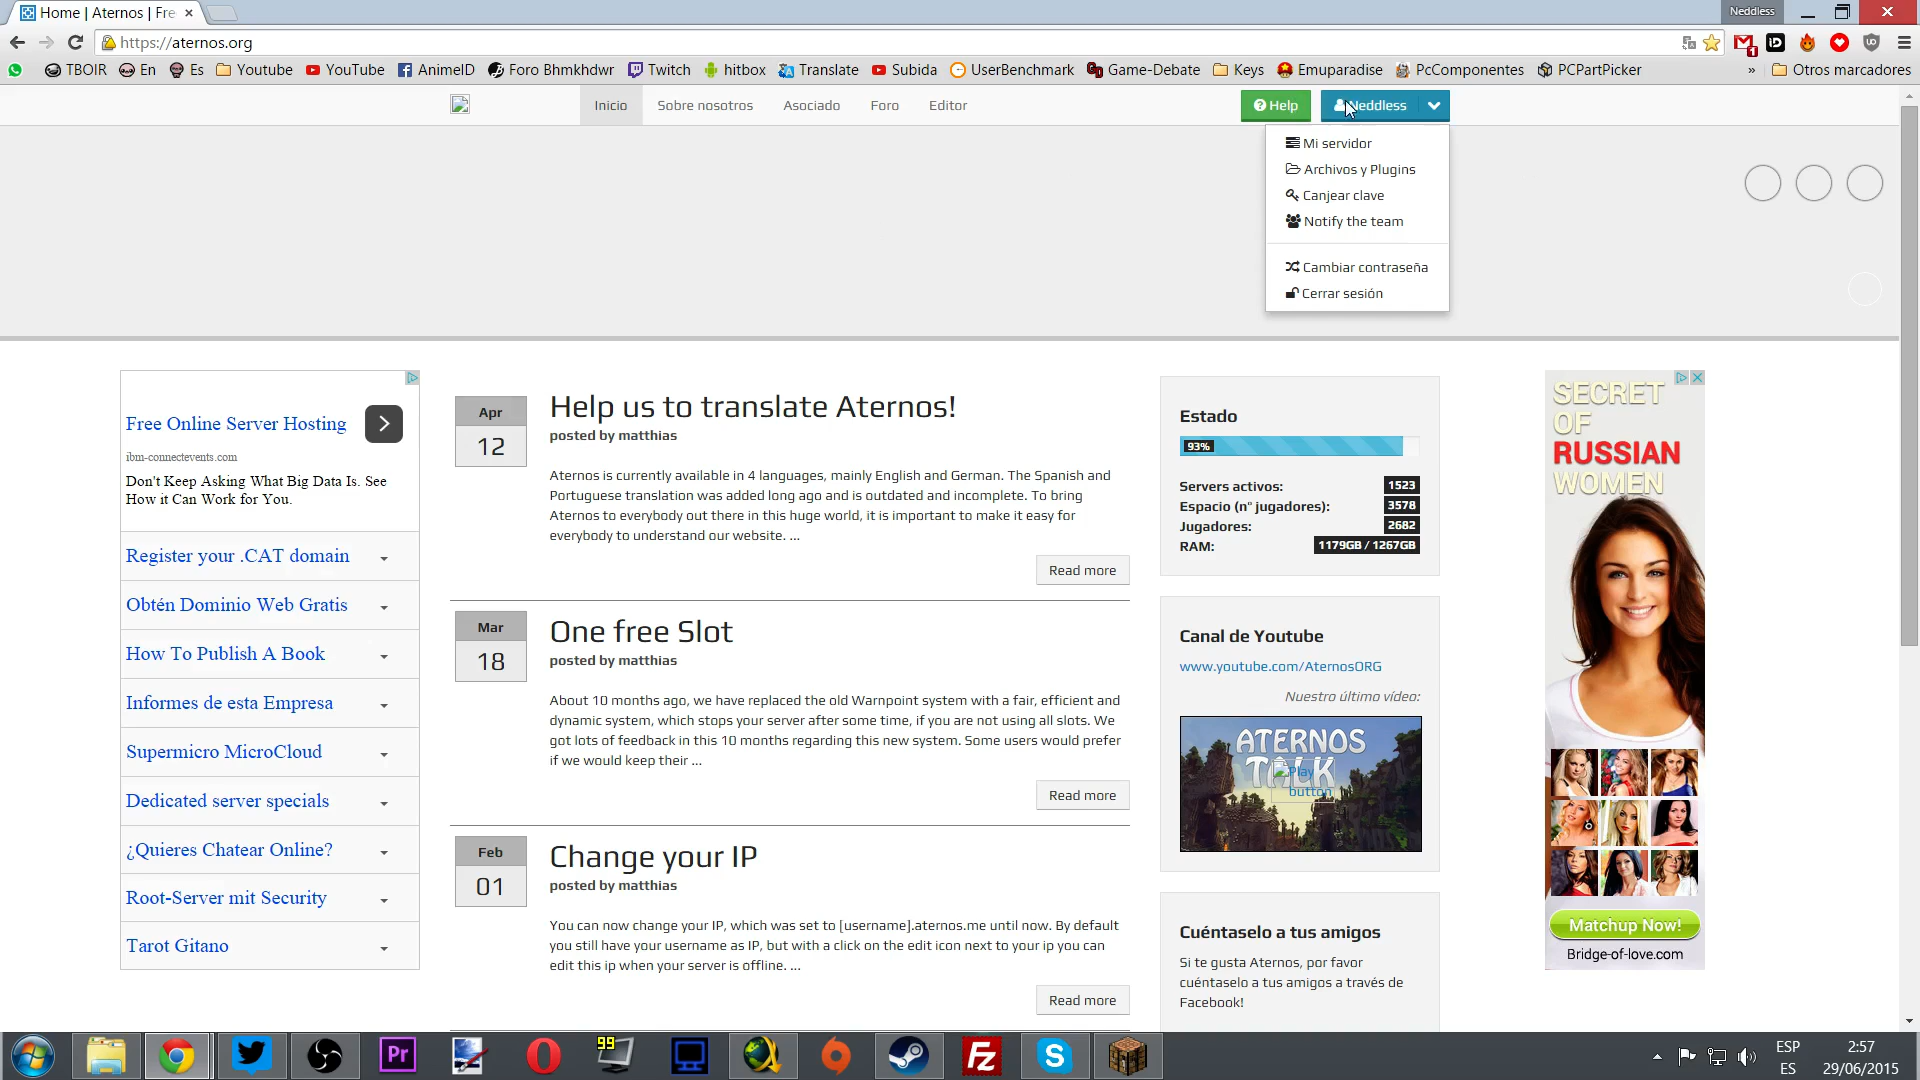 Home | Aternos | Fre
Neddless
https://aternos.org
TBOIR En Es Youtube YouTube AnimeID Foro Bhmkhdwr Twitch hitbox Translate Subida UserBenchmark Game-Debate Keys Emuparadise PcComponentes PCPartPicker » Otros marcadores
Inicio Sobre nosotros Asociado Foro Editor
Help
Neddless
Mi servidor
Archivos y Plugins
Canjear clave
Notify the team
Cambiar contraseña
Cerrar sesión
Free Online Server Hosting
ibm-connectevents.com
Don't Keep Asking What Big Data Is. See
How it Can Work for You.
Register your .CAT domain
Obtén Dominio Web Gratis
How To Publish A Book
Informes de esta Empresa
Supermicro MicroCloud
Dedicated server specials
¿Quieres Chatear Online?
Root-Server mit Security
Tarot Gitano
Apr
12
Help us to translate Aternos!
posted by matthias
Aternos is currently available in 4 languages, mainly English and German. The Spanish and
Portuguese translation was added long ago and is outdated and incomplete. To bring
Aternos to everybody out there in this huge world, it is important to make it easy for
everybody to understand our website. ...
Read more
Mar
18
One free Slot
posted by matthias
About 10 months ago, we have replaced the old Warnpoint system with a fair, efficient and
dynamic system, which stops your server after some time, if you are not using all slots. We
got lots of feedback in this 10 months regarding this new system. Some users would prefer
if we would keep their ...
Read more
Feb
01
Change your IP
posted by matthias
You can now change your IP, which was set to [username].aternos.me until now. By default
you still have your username as IP, but with a click on the edit icon next to your ip you can
edit this ip when your server is offline. ...
Read more
Estado
93%
Servers activos: 1523
Espacio (nº jugadores): 3578
Jugadores: 2682
RAM: 1179GB / 1267GB
Canal de Youtube
www.youtube.com/AternosORG
Nuestro último vídeo:
ATERNOS
TALK
Play
button
Cuéntaselo a tus amigos
Si te gusta Aternos, por favor
cuéntaselo a tus amigos a través de
Facebook!
SECRET
OF
RUSSIAN
WOMEN
Matchup Now!
Bridge-of-love.com
Pr
99
Fz
ESP
ES
2:57
29/06/2015